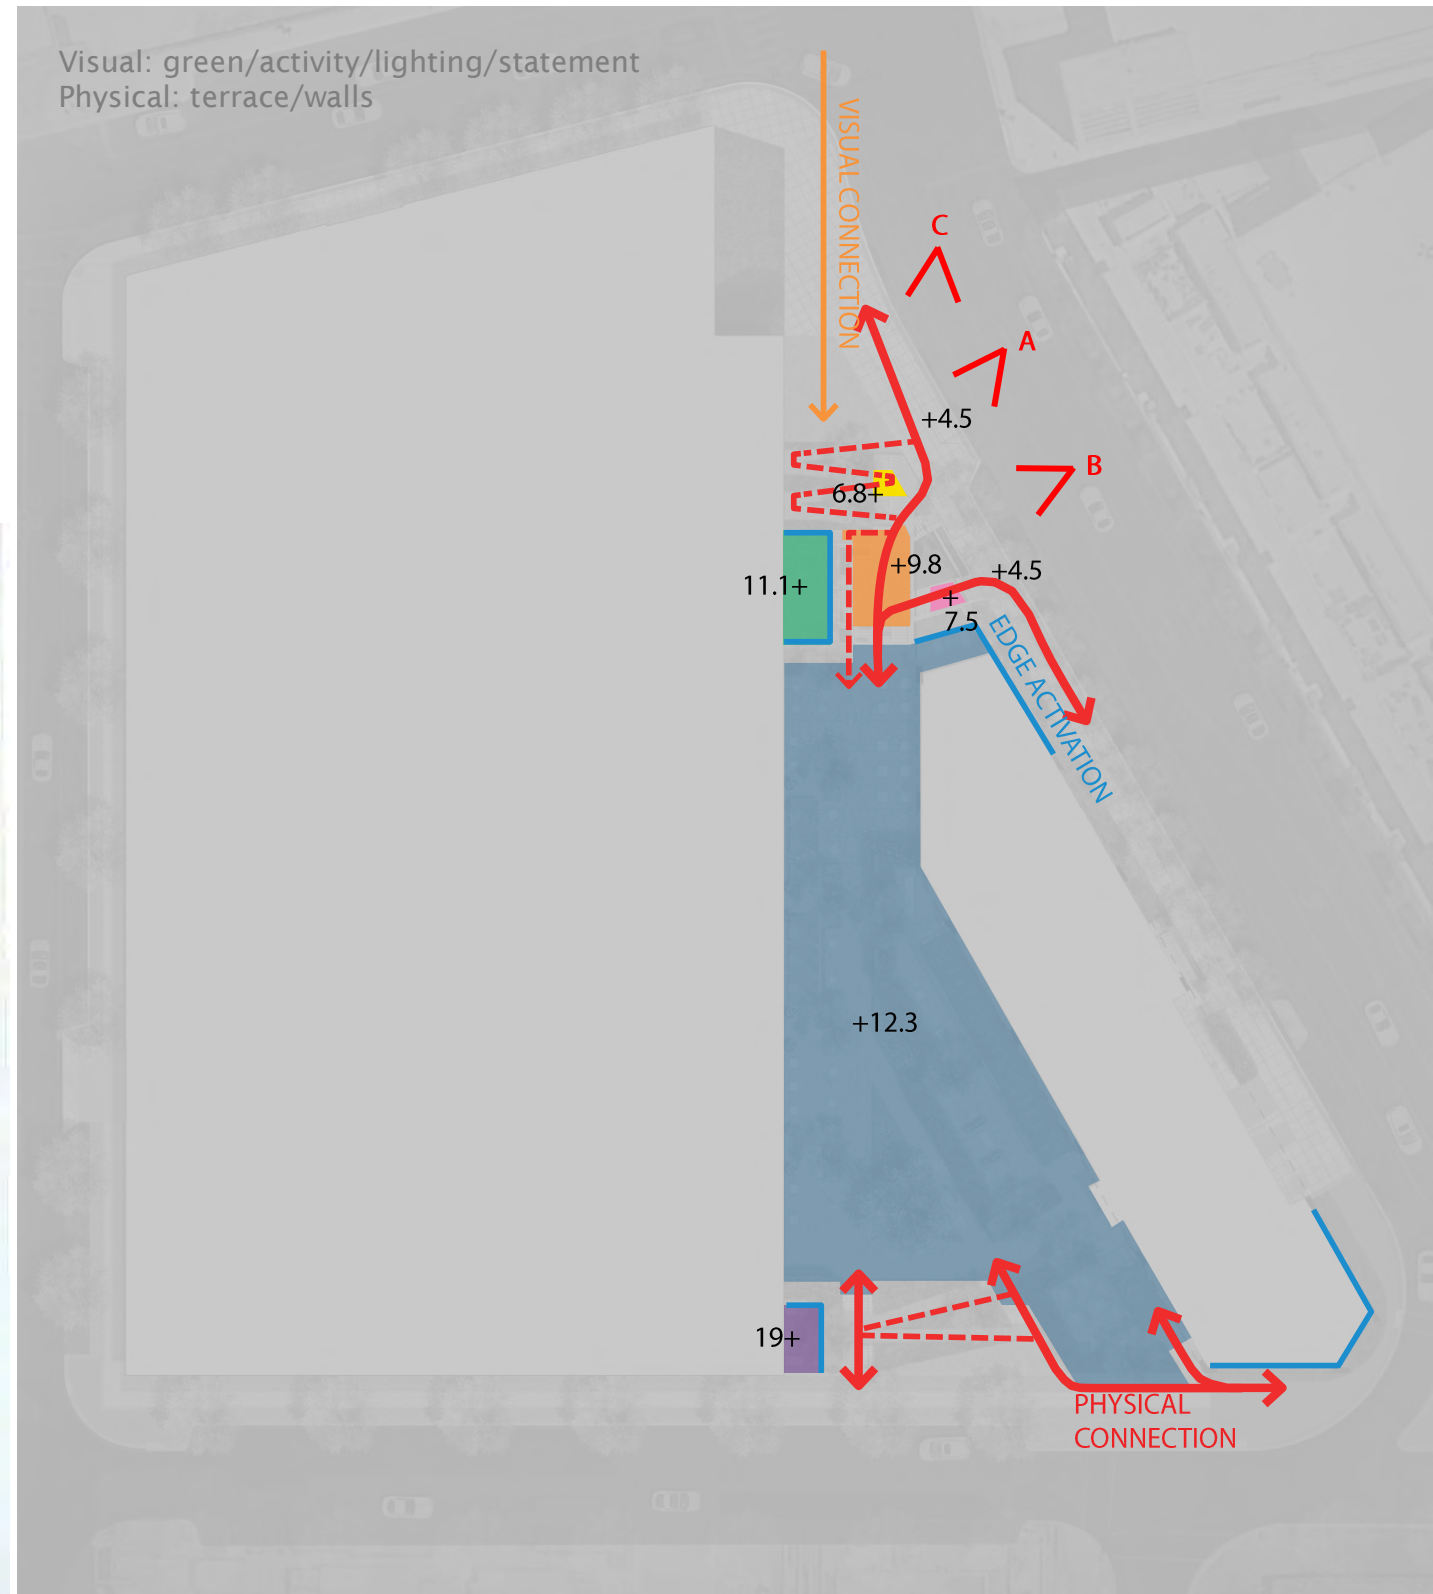 Visual: green/activity/lighting/statement
Physical: terrace/walls
VISUAL CONNECTION
C
A
+4.5
B
6.8+
+9.8
+4.5
11.1+
+
7.5
EDGE ACTIVATION
+12.3
19+
PHYSICAL
CONNECTION